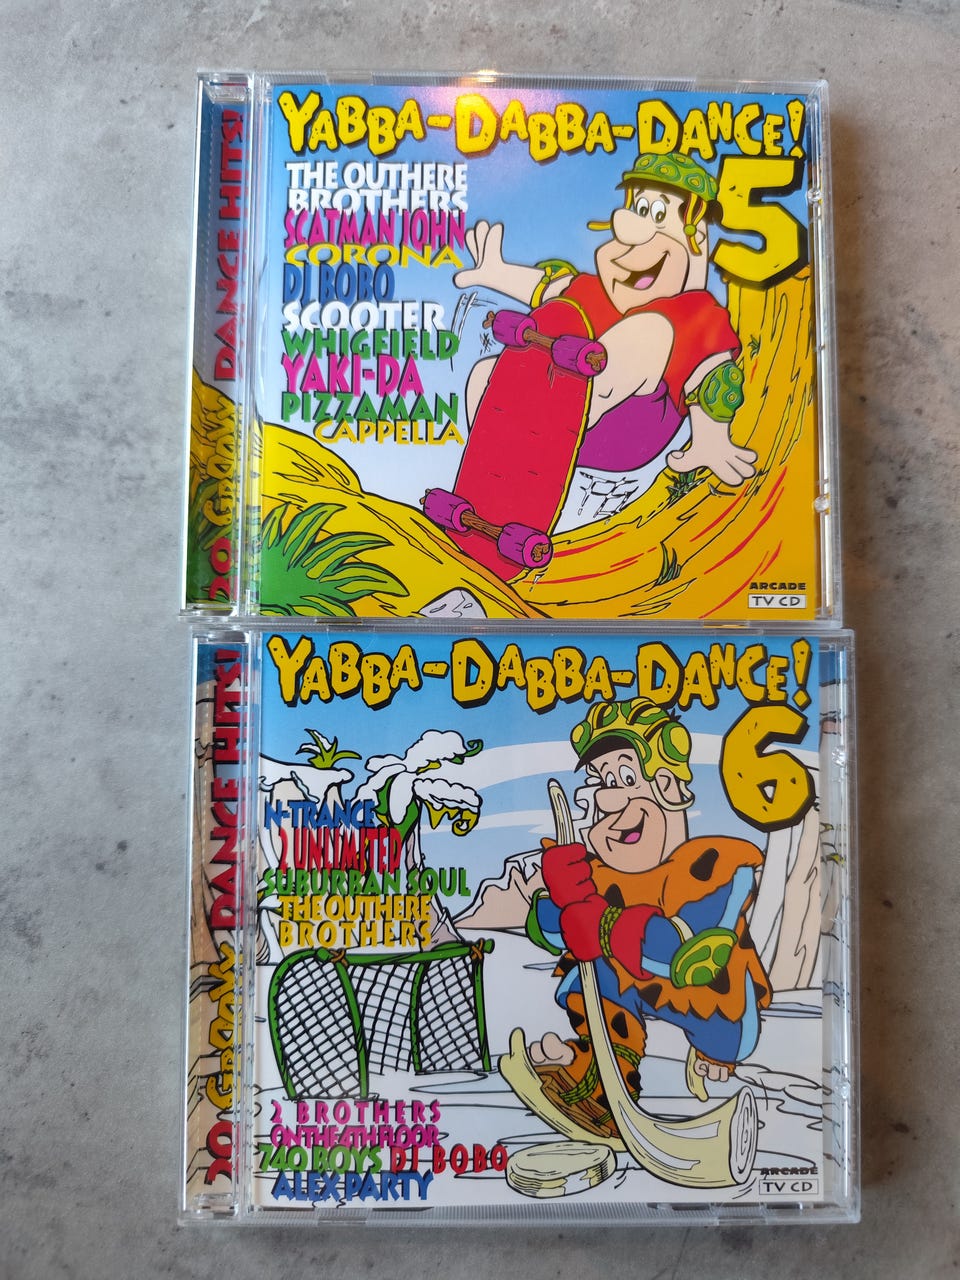 YABBA-DABBA-DANCE!
5
THE OUTHERE
BROTHERS
SCATMAN JOHN
CORONA
DJ BOBO
SCOOTER
WHIGFIELD
YAKI-DA
PIZZAMAN
CAPPELLA
20 GROOVY DANCE HITS!
ARCADE
TV CD
YABBA-DABBA-DANCE!
6
N-TRANCE
2 UNLIMITED
SUBURBAN SOUL
THE OUTHERE
BROTHERS
2 BROTHERS
ON THE 4TH FLOOR
740 BOYS DJ BOBO
ALEX PARTY
20 GROOVY DANCE HITS!
ARCADE
TV CD